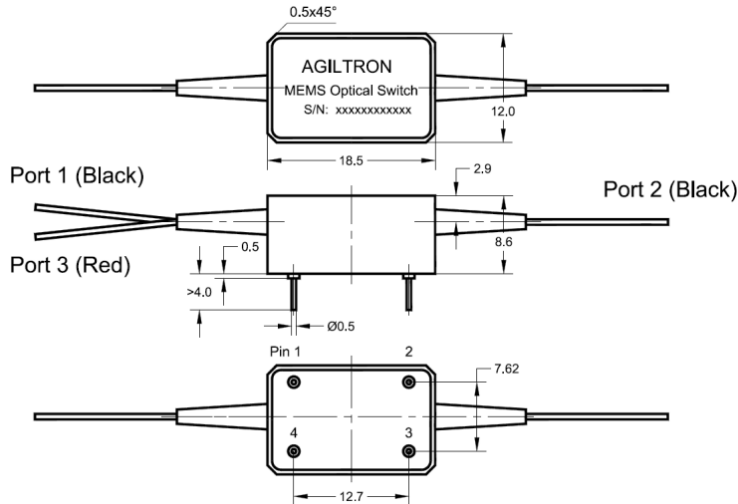 0.5x45°
AGILTRON
MEMS Optical Switch
S/N: xxxxxxxxxxxx
12.0
18.5
Port 1 (Black)
2.9
Port 2 (Black)
0.5
8.6
Port 3 (Red)
>4.0
Ø0.5
Pin 1
2
7.62
4
3
12.7